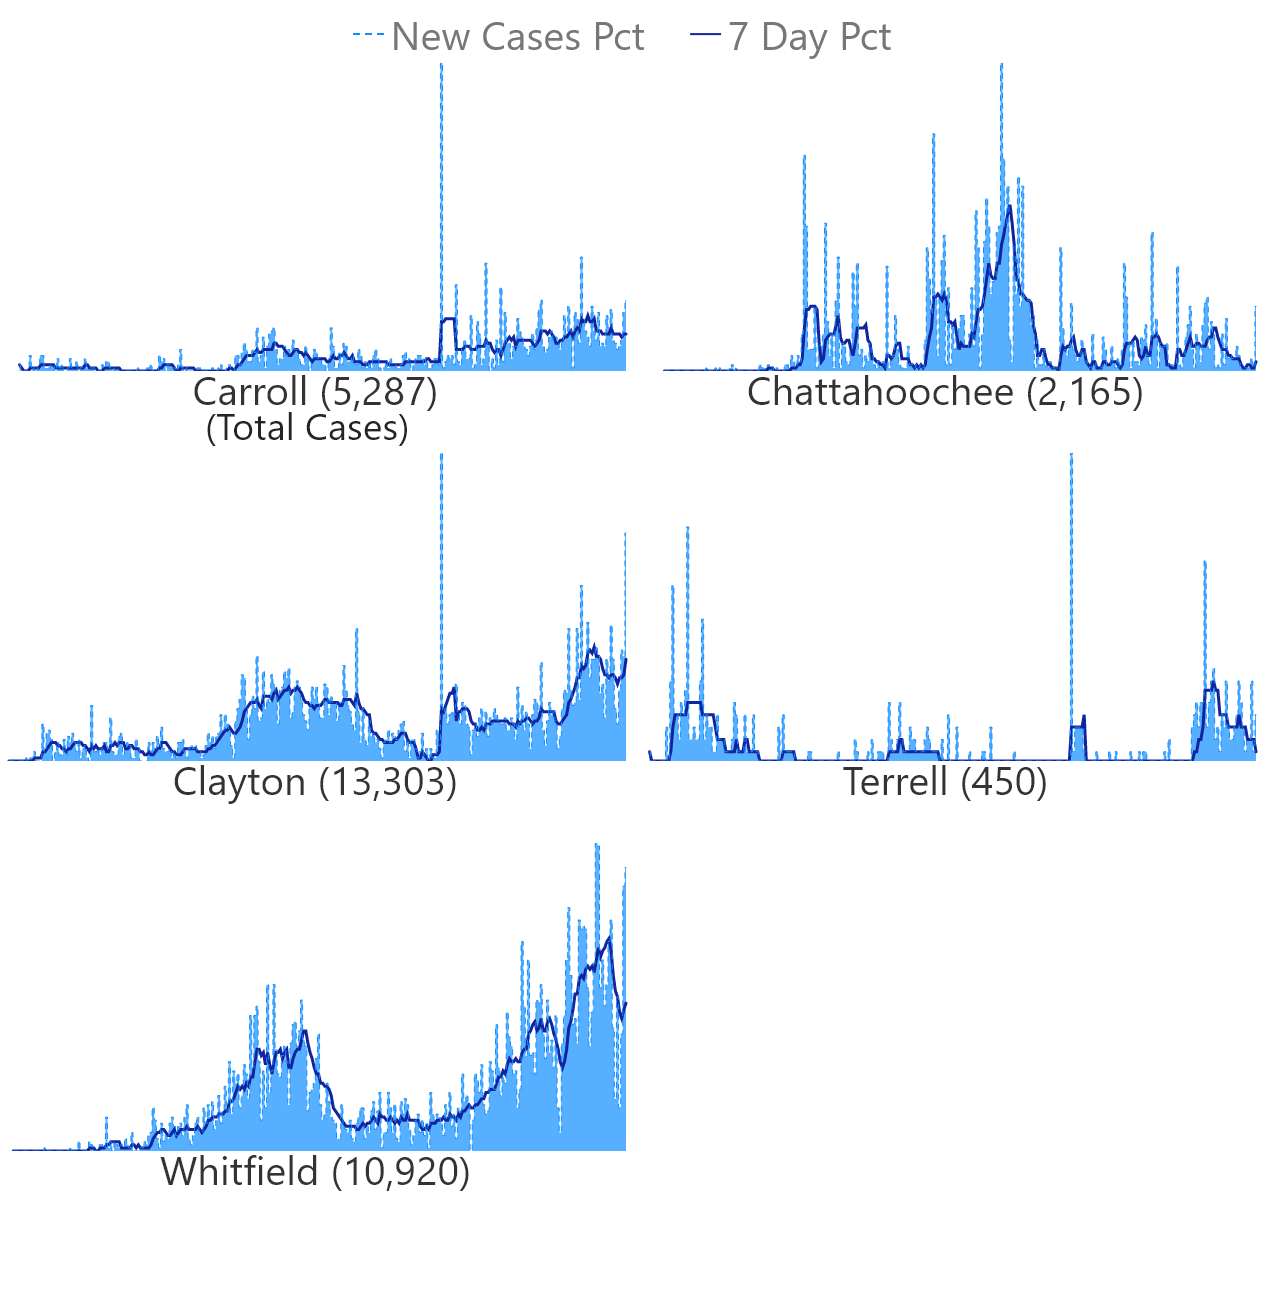 New Cases Pct 7 Day Pct
Carroll (5,287)
(Total Cases)
Chattahoochee (2,165)
Clayton (13,303)
Terrell (450)
Whitfield (10,920)